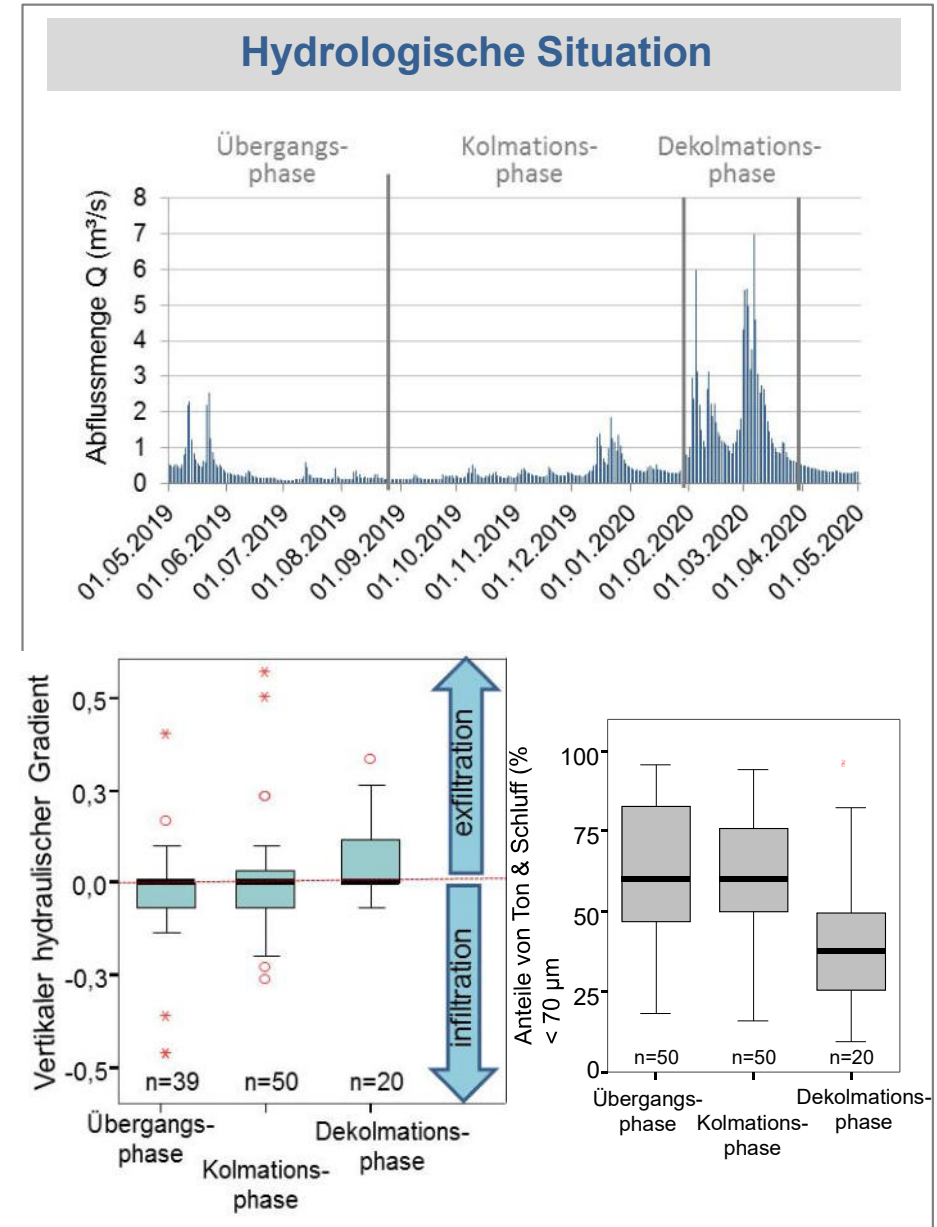 Hydrologische Situation
Übergangs-
phase
Kolmations-
phase
Dekolmations-
phase
Abflussmenge Q (m³/s)
8
7
6
5
4
3
2
1
0
01.05.2019
01.06.2019
01.07.2019
01.08.2019
01.09.2019
01.10.2019
01.11.2019
01.12.2019
01.01.2020
01.02.2020
01.03.2020
01.04.2020
01.05.2020
Vertikaler hydraulischer Gradient
0,5
0,3
0,0
-0,3
-0,5
exfiltration
infiltration
n=39
n=50
n=20
Übergangs-
phase
Kolmations-
phase
Dekolmations-
phase
Anteile von Ton & Schluff (%
< 70 µm
100
75
50
25
0
n=50
n=50
n=20
Übergangs-
phase
Kolmations-
phase
Dekolmations-
phase